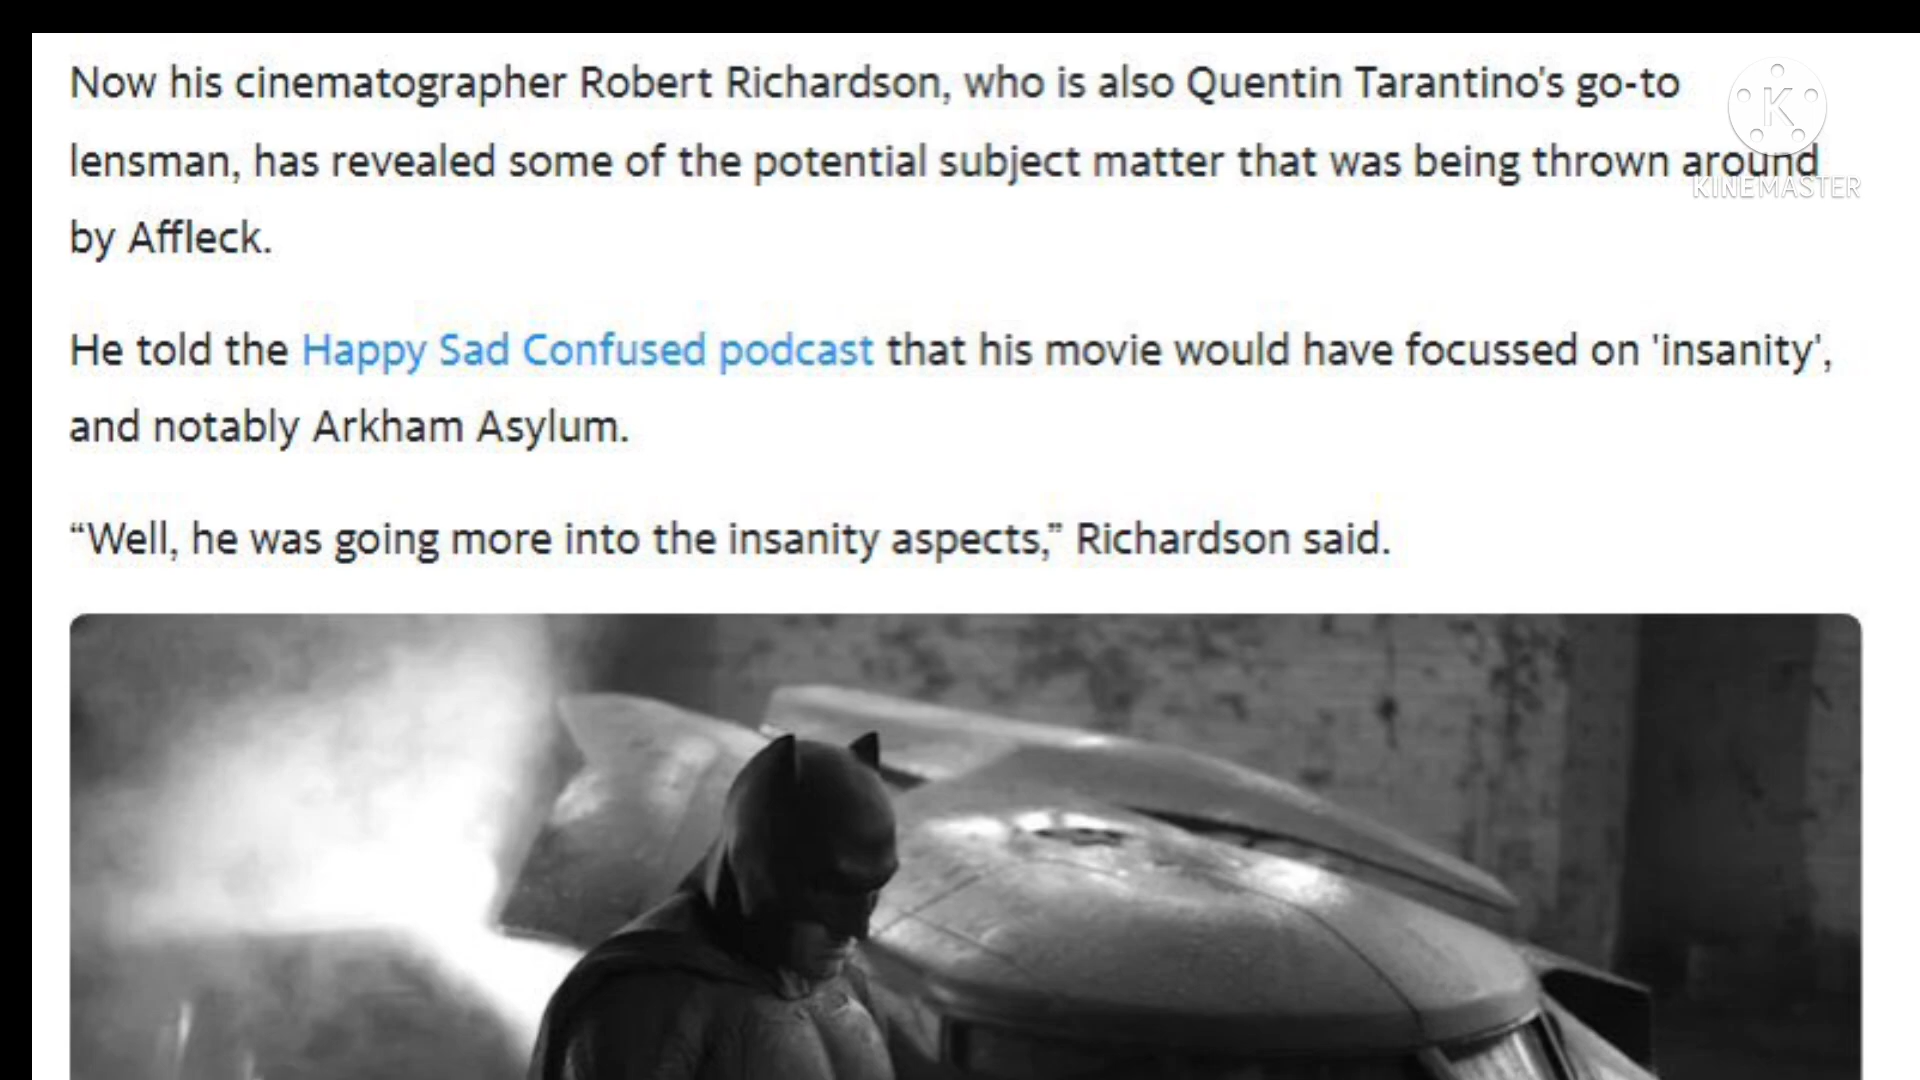 Now his cinematographer Robert Richardson, who is also Quentin Tarantino's go-to
lensman, has revealed some of the potential subject matter that was being thrown around
by Affleck.
He told the Happy Sad Confused podcast that his movie would have focussed on 'insanity',
and notably Arkham Asylum.
“Well, he was going more into the insanity aspects,” Richardson said.
K
KINEMASTER